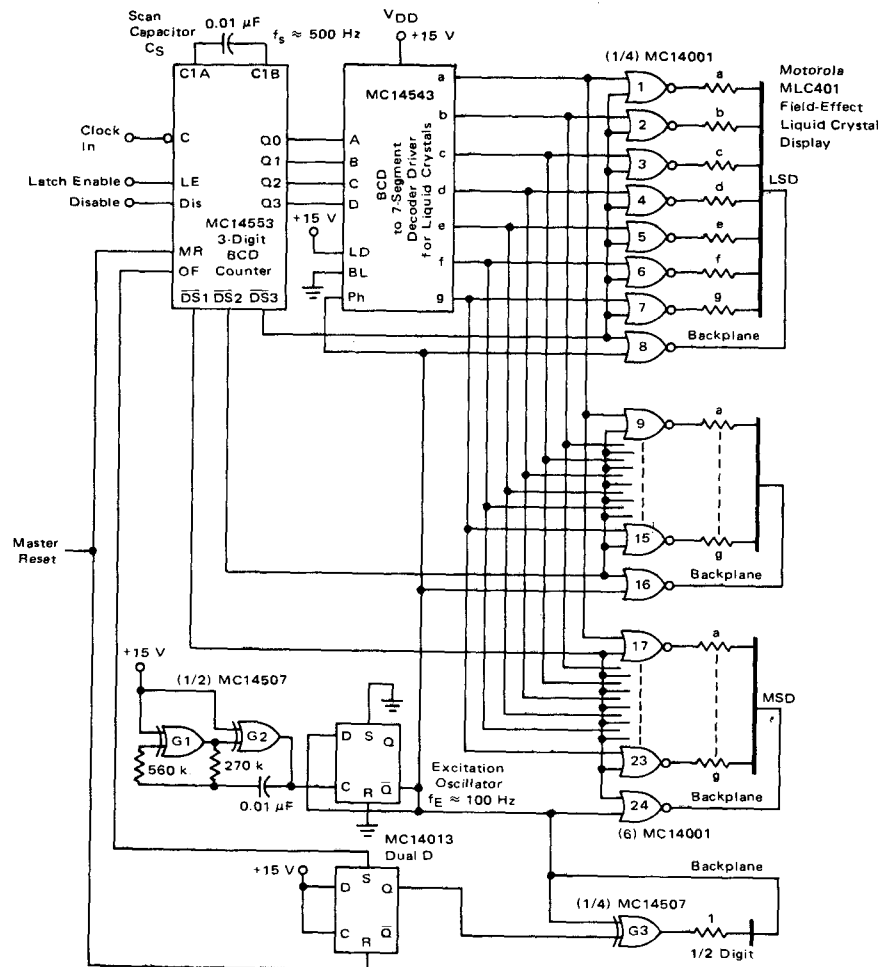 Scan
Capacitor
CS
0.01 µF
fs ≈ 500 Hz
VDD
+15 V
C1A
C1B
MC14543
BCD
to 7-Segment
Decoder Driver
for Liquid Crystals
(1/4) MC14001
Motorola
MLC401
Field-Effect
Liquid Crystal
Display
Clock
In
C
Latch Enable
LE
Disable
Dis
MC14553
3-Digit
BCD
Counter
MR
OF
Q0
Q1
Q2
Q3
DS1 DS2 DS3
A
B
C
D
+15 V
LD
BL
Ph
a
b
c
d
e
f
g
1
2
3
4
5
6
7
8
a
b
c
d
e
f
g
LSD
Backplane
9
a
15
g
16
Backplane
Master
Reset
17
a
MSD
23
g
24
Backplane
(6) MC14001
+15 V
(1/2) MC14507
G1
G2
560 k
270 k
0.01 µF
D
S
Q
C
R
Q
Excitation
Oscillator
fE ≈ 100 Hz
MC14013
Dual D
+15 V
D
S
Q
C
R
Q
Backplane
(1/4) MC14507
G3
1
1/2 Digit